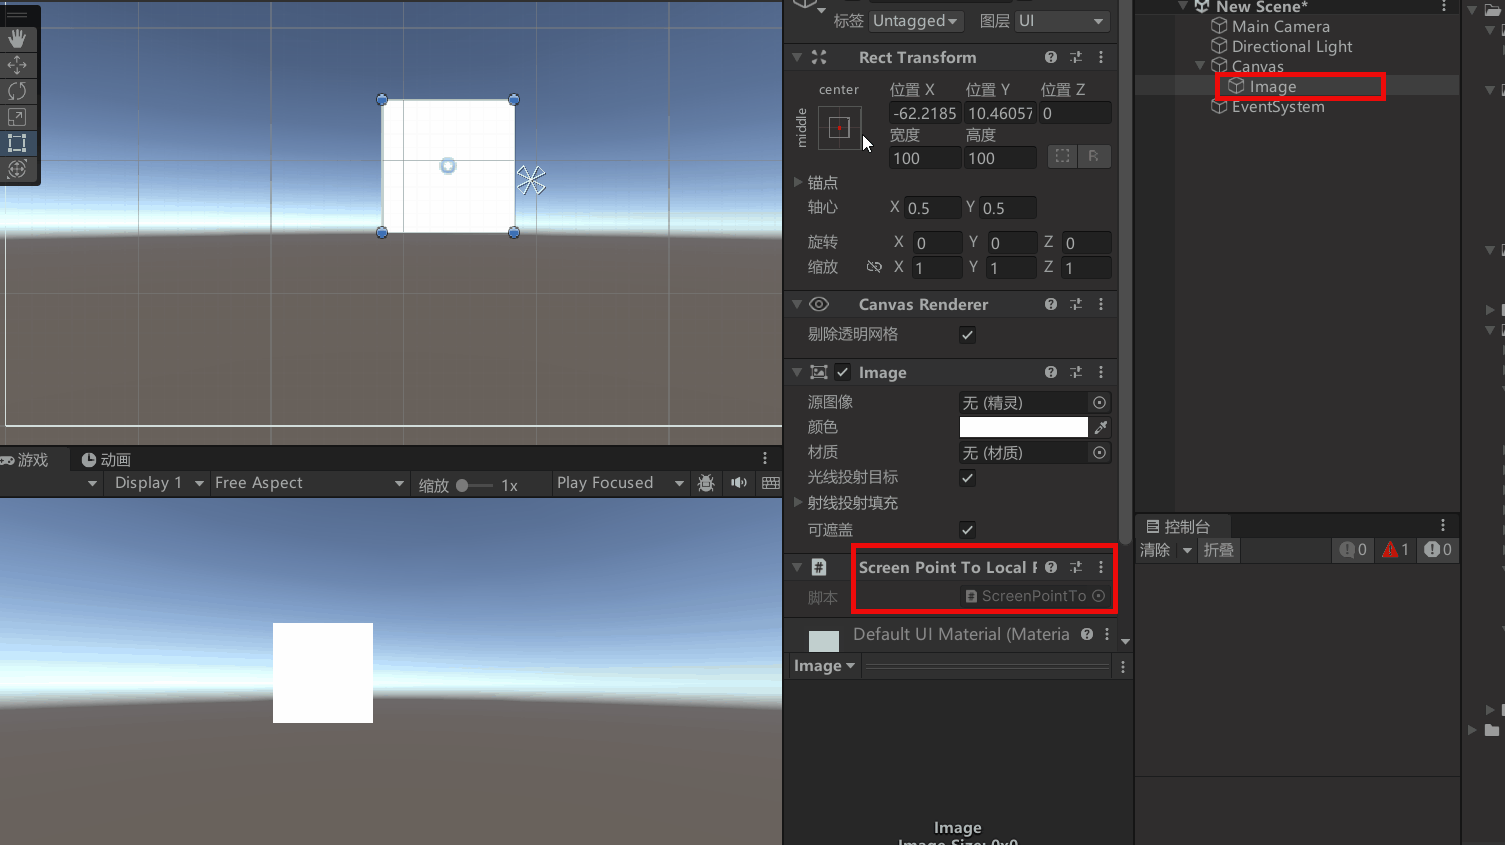 标签 Untagged 图层 UI
Rect Transform
center
middle
位置 X 位置 Y 位置 Z
-62.2185 10.46057 0
宽度 高度
100 100 R
锚点
轴心 X 0.5 Y 0.5
旋转 X 0 Y 0 Z 0
缩放 X 1 Y 1 Z 1
Canvas Renderer
剔除透明网格
Image
源图像 无 (精灵)
颜色
材质 无 (材质)
光线投射目标
射线投射填充
可遮盖
Screen Point To Local
脚本 ScreenPointTo
Default UI Material (Materia
Image
Image
Image Size: 0x0
游戏 动画
Display 1 Free Aspect 缩放 1x Play Focused
New Scene*
Main Camera
Directional Light
Canvas
Image
EventSystem
控制台
清除 折叠 0 1 0